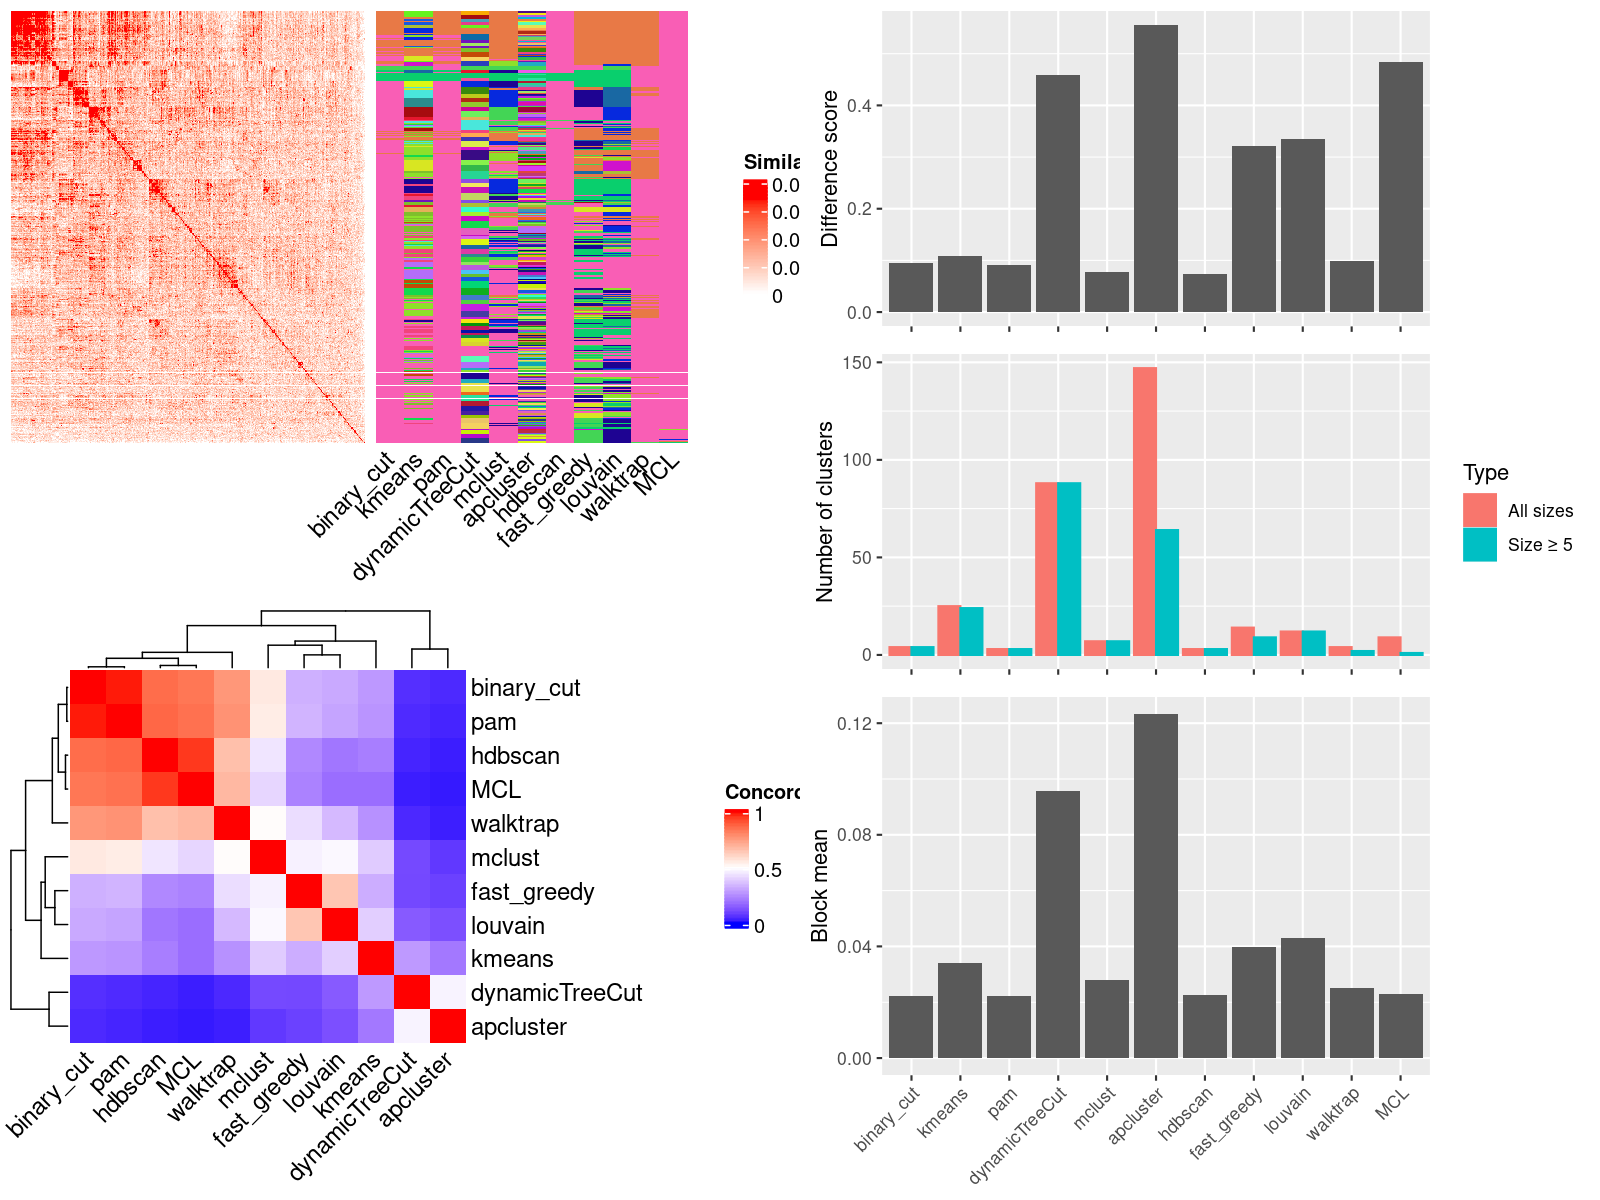 Simila
0.0
0.0
0.0
0.0
0
binary_cut
kmeans
pam
dynamicTreeCut
mclust
apcluster
hdbscan
fast_greedy
louvain
walktrap
MCL
binary_cut
pam
hdbscan
MCL
walktrap
mclust
fast_greedy
louvain
kmeans
dynamicTreeCut
apcluster
Concord
1
0.5
0
binary_cut
pam
hdbscan
MCL
walktrap
mclust
fast_greedy
louvain
kmeans
dynamicTreeCut
apcluster
Difference score
0.4
0.2
0.0
Number of clusters
150
100
50
0
Type
All sizes
Size ≥ 5
Block mean
0.12
0.08
0.04
0.00
binary_cut
kmeans
pam
dynamicTreeCut
mclust
apcluster
hdbscan
fast_greedy
louvain
walktrap
MCL